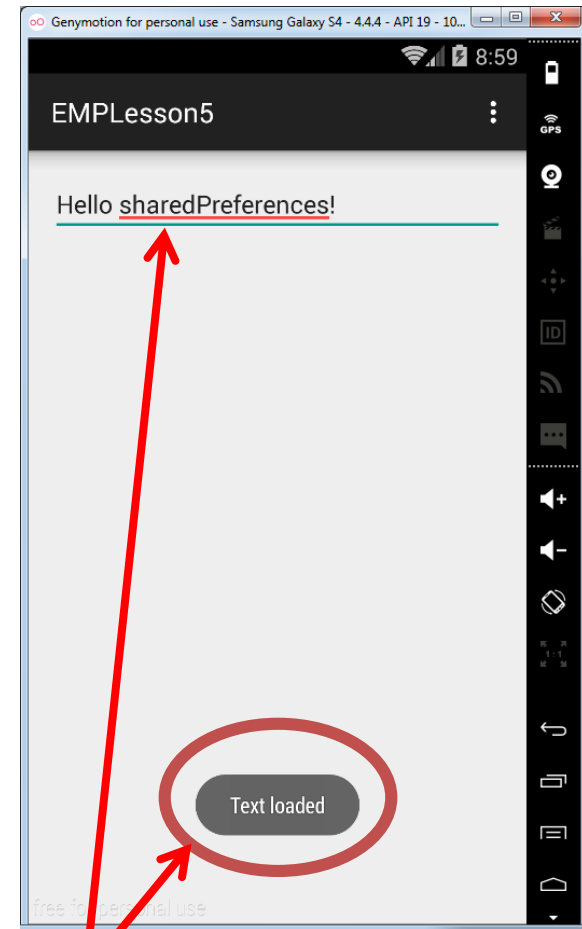 Genymotion for personal use - Samsung Galaxy S4 - 4.4.4 - API 19 - 10...
8:59
EMPLesson5
GPS
Hello sharedPreferences!
ID
1:1
Text loaded
free for personal use